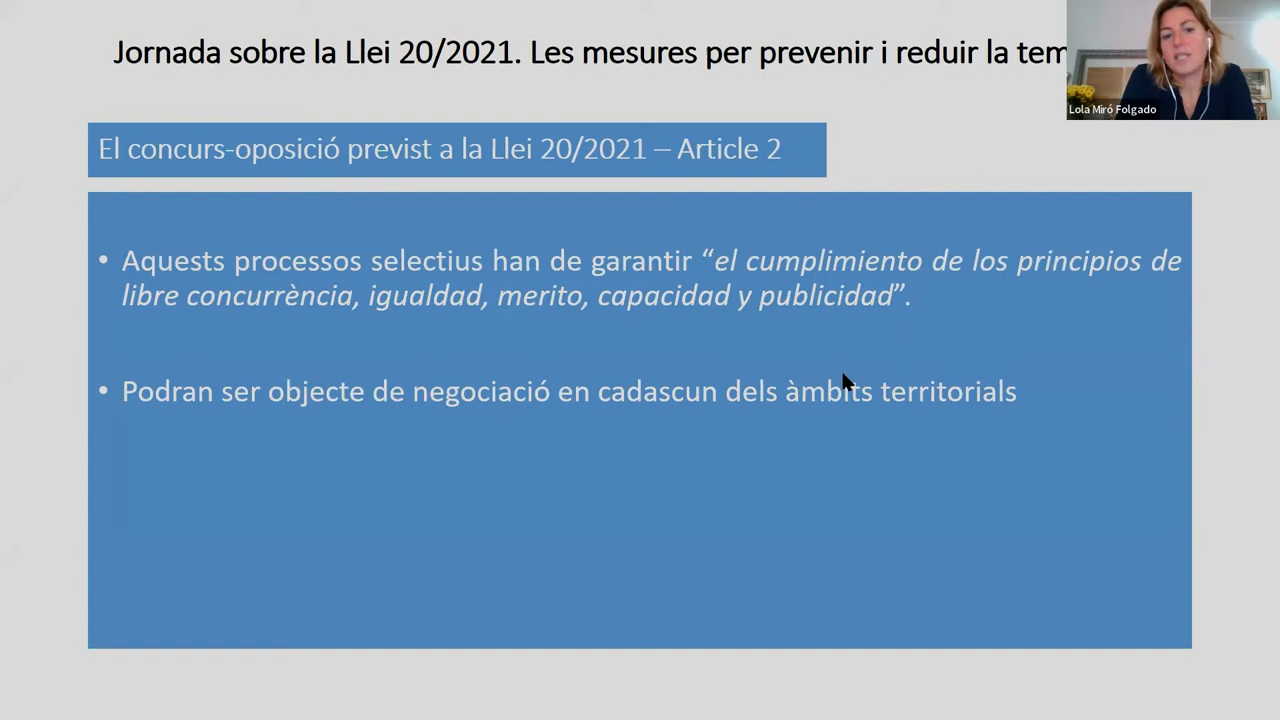 Jornada sobre la Llei 20/2021. Les mesures per prevenir i reduir la tem
Lola Miró Folgado
El concurs-oposició previst a la Llei 20/2021 – Article 2
• Aquests processos selectius han de garantir “el cumplimiento de los principios de
libre concurrència, igualdad, merito, capacidad y publicidad”.
• Podran ser objecte de negociació en cadascun dels àmbits territorials